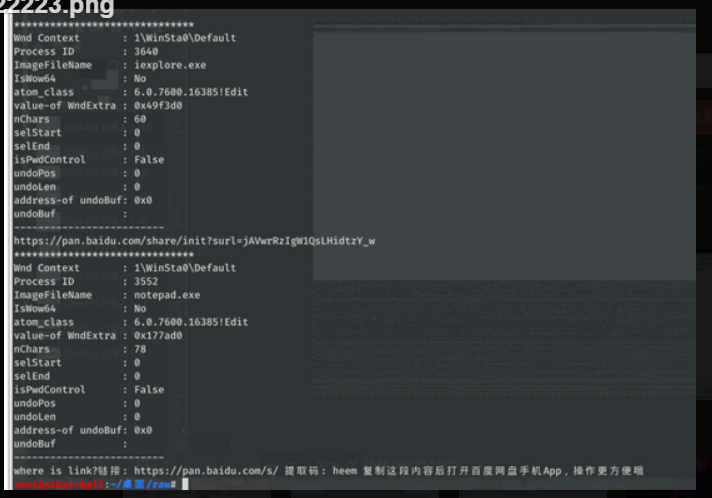 22223.png
******************************
Wnd Context : 1\WinSta0\Default
Process ID : 3640
ImageFileName : iexplore.exe
IsWow64 : No
atom_class : 6.0.7600.16385!Edit
value-of WndExtra : 0x49f3d0
nChars : 60
selStart : 0
selEnd : 0
isPwdControl : False
undoPos : 0
undoLen : 0
address-of undoBuf: 0x0
undoBuf :
-------------------------
https://pan.baidu.com/share/init?surl=jAVwrRzIgW1QsLHidtzY_w
******************************
Wnd Context : 1\WinSta0\Default
Process ID : 3552
ImageFileName : notepad.exe
IsWow64 : No
atom_class : 6.0.7600.16385!Edit
value-of WndExtra : 0x177ad0
nChars : 78
selStart : 0
selEnd : 0
isPwdControl : False
undoPos : 0
undoLen : 0
address-of undoBuf: 0x0
undoBuf :
-------------------------
where is link?链接: https://pan.baidu.com/s/ 提取码: heem 复制这段内容后打开百度网盘手机App，操作更方便哦
:~/桌面/raw#